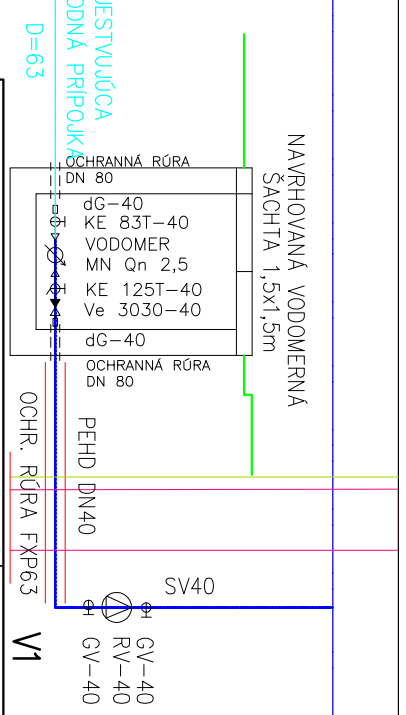 JESTVUJÚCA
ODNÁ PRÍPOJKA
D=63
NAVRHOVANÁ VODOMERNÁ
ŠACHTA 1,5x1,5m
OCHRANNÁ RÚRA
DN 80
dG-40
KE 83T-40
VODOMER
MN Qn 2,5
KE 125T-40
Ve 3030-40
dG-40
OCHRANNÁ RÚRA
DN 80
PEHD DN40
OCHR. RÚRA FXP63
SV40
GV-40
RV-40
GV-40
V1